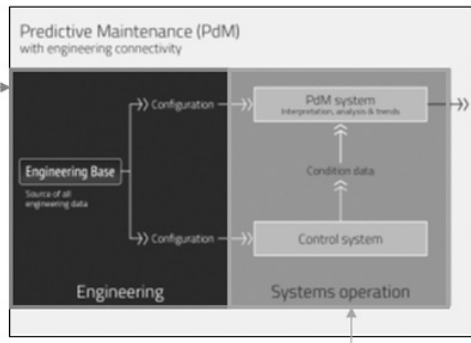 Predictive Maintenance (PdM)
with engineering connectivity
Configuration
PdM system
Interpretation, analysis & trends
Engineering Base
Source of all
engineering data
Condition data
Configuration
Control system
Engineering
Systems operation